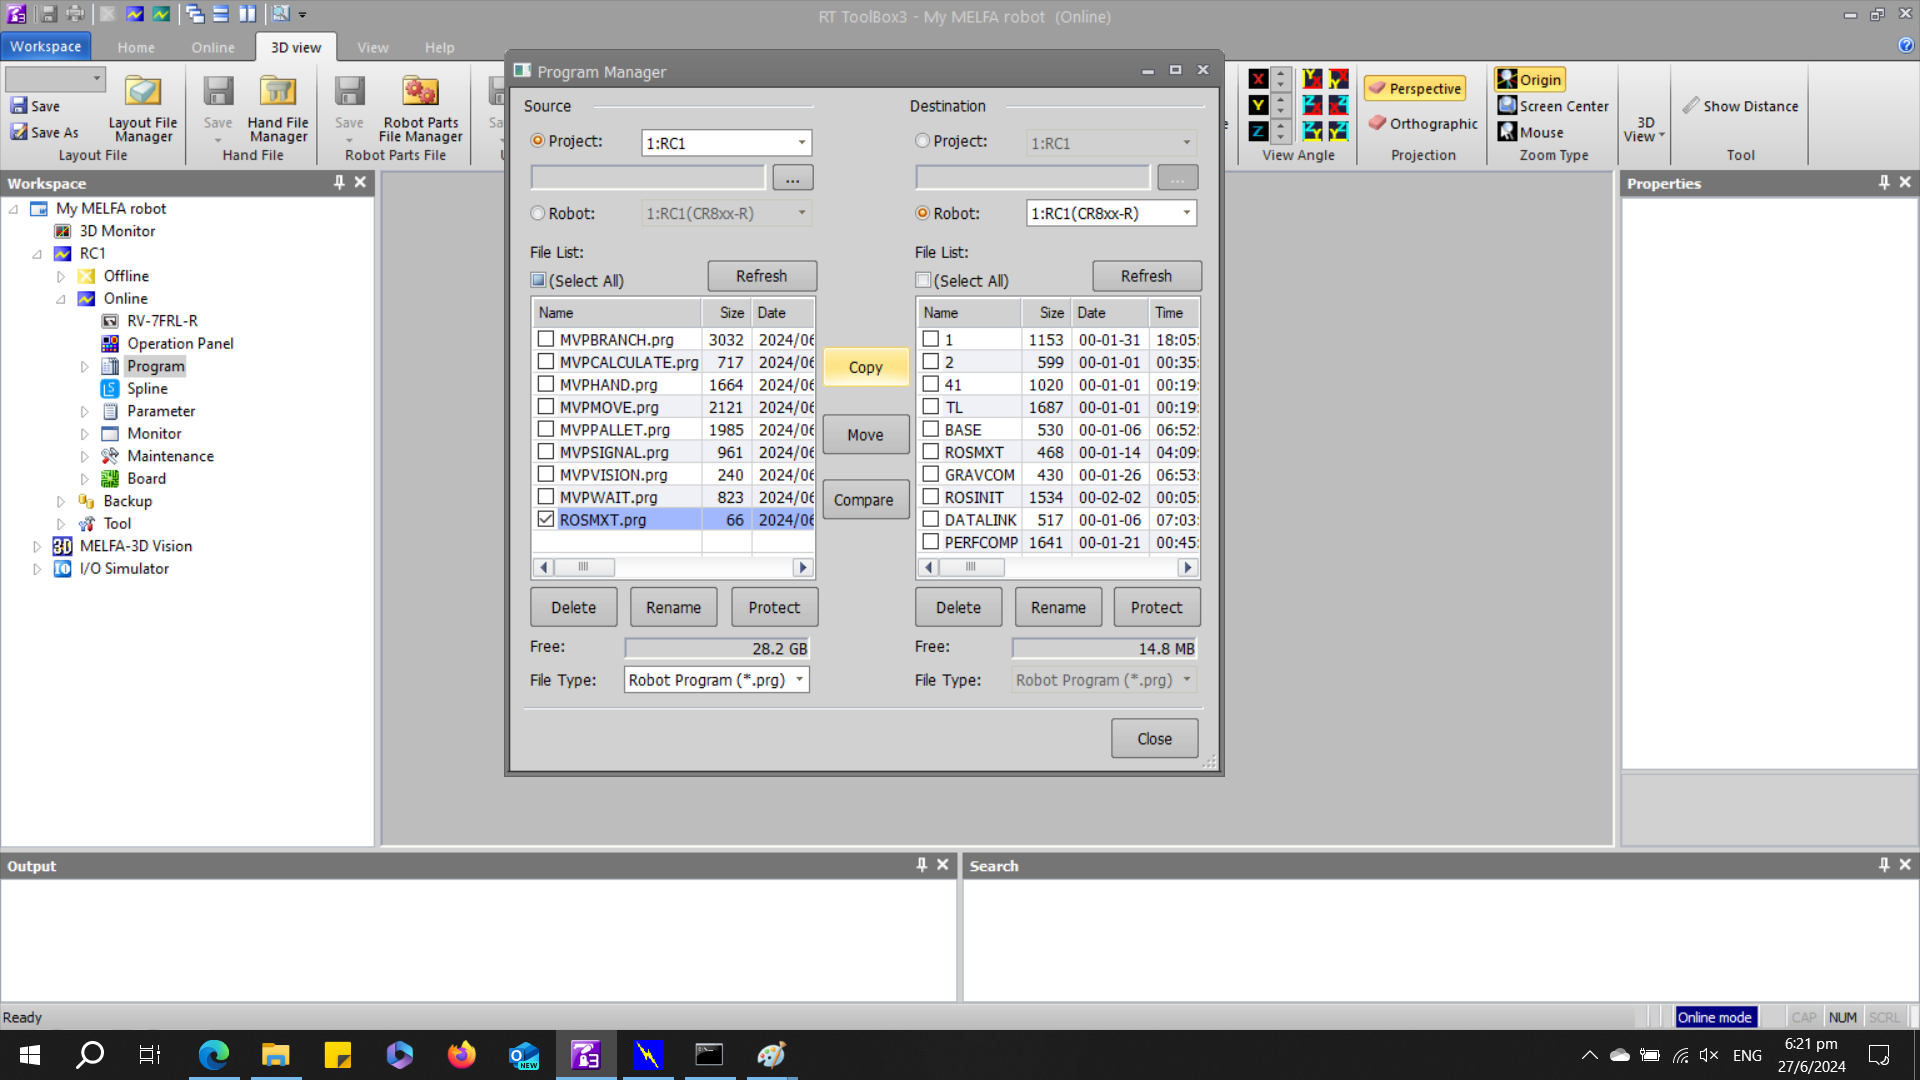 RT ToolBox3 - My MELFA robot (Online)
Workspace Home Online 3D view View Help
Save
Save As
Layout File Manager
Layout File
Save
Hand File Manager
Hand File
Save
Robot Parts File Manager
Robot Parts File
X
Y
Z
View Angle
Perspective
Orthographic
Projection
Origin
Screen Center
Mouse
Zoom Type
3D View
Show Distance
Tool
Workspace
My MELFA robot
3D Monitor
RC1
Offline
Online
RV-7FRL-R
Operation Panel
Program
Spline
Parameter
Monitor
Maintenance
Board
Backup
Tool
MELFA-3D Vision
I/O Simulator
Program Manager
Source
Project: 1:RC1
...
Robot: 1:RC1(CR8xx-R)
File List:
(Select All) Refresh
Name Size Date
MVPBRANCH.prg 3032 2024/06
MVPCALCULATE.prg 717 2024/06
MVPHAND.prg 1664 2024/06
MVPMOVE.prg 2121 2024/06
MVPPALLET.prg 1985 2024/06
MVPSIGNAL.prg 961 2024/06
MVPVISION.prg 240 2024/06
MVPWAIT.prg 823 2024/06
ROSMXT.prg 66 2024/06
Delete Rename Protect
Free: 28.2 GB
File Type: Robot Program (*.prg)
Copy
Move
Compare
Destination
Project: 1:RC1
...
Robot: 1:RC1(CR8xx-R)
File List:
(Select All) Refresh
Name Size Date Time
1 1153 00-01-31 18:05:
2 599 00-01-01 00:35:
41 1020 00-01-01 00:19:
TL 1687 00-01-01 00:19:
BASE 530 00-01-06 06:52:
ROSMXT 468 00-01-14 04:09:
GRAVCOM 430 00-01-26 06:53:
ROSINIT 1534 00-02-02 00:05:
DATALINK 517 00-01-06 07:03:
PERFCOMP 1641 00-01-21 00:45:
Delete Rename Protect
Free: 14.8 MB
File Type: Robot Program (*.prg)
Close
Properties
Output
Search
Ready
Online mode CAP NUM SCRL
ENG
6:21 pm
27/6/2024